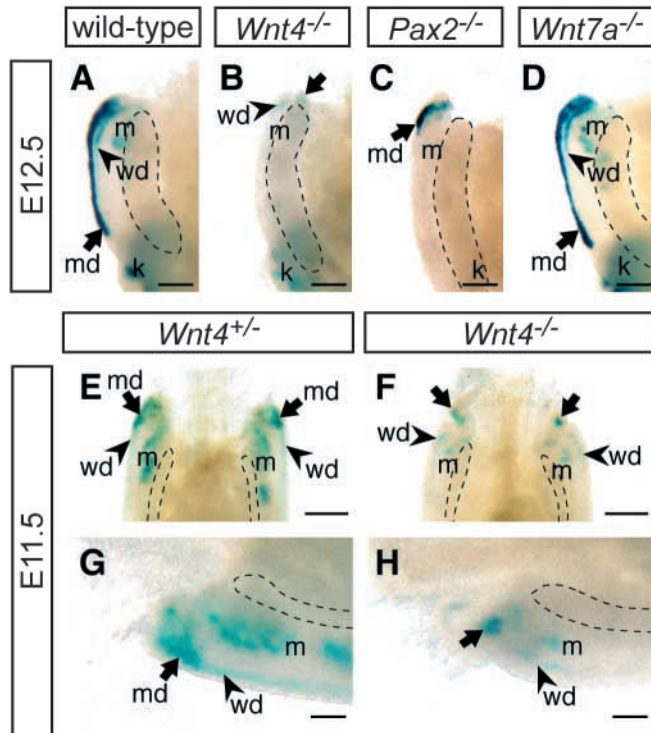 wild-type Wnt4-/- Pax2-/- Wnt7a-/-
E12.5
A B C D
m wd md k
wd m k
md m k
m wd md k
Wnt4+/- Wnt4-/-
E11.5
E md md wd m m wd
F wd m m wd
G m md wd
H m wd